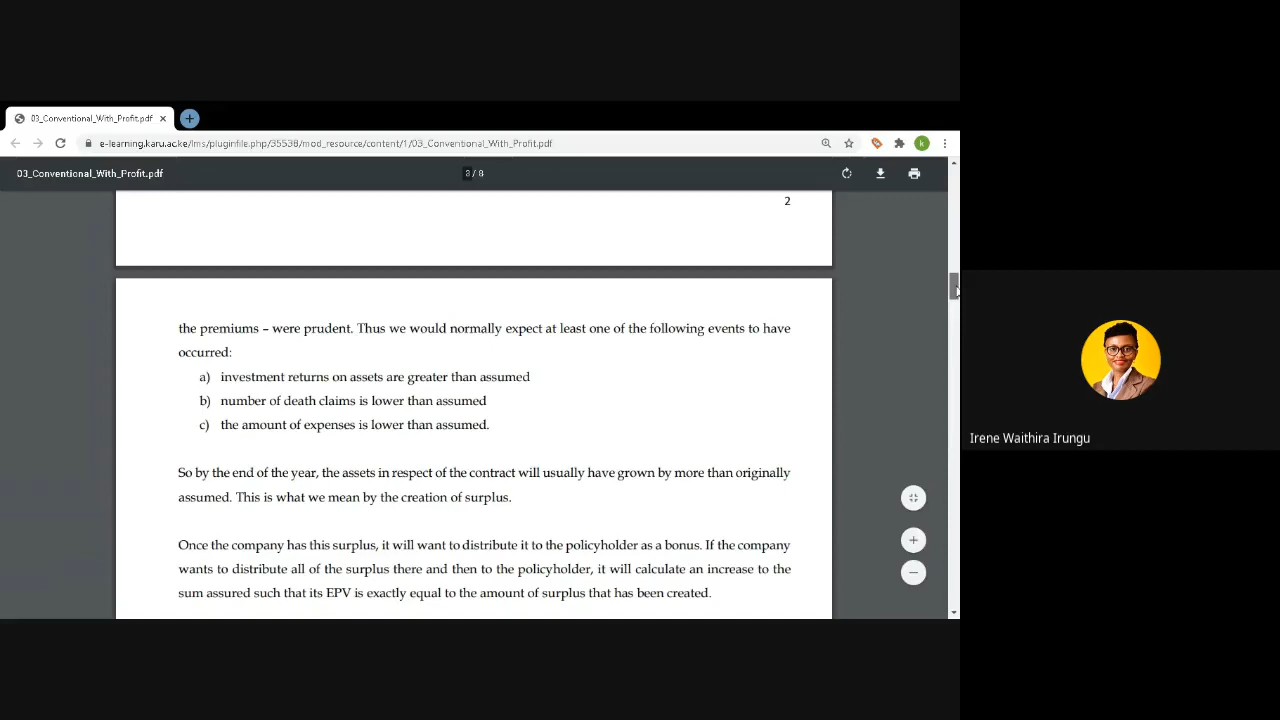 03_Conventional_With_Profit.pdf
e-learning.karu.ac.ke/lms/pluginfile.php/35538/mod_resource/content/1/03_Conventional_With_Profit.pdf
k
03_Conventional_With_Profit.pdf
3 / 8
2
the premiums – were prudent. Thus we would normally expect at least one of the following events to have
occurred:
a) investment returns on assets are greater than assumed
b) number of death claims is lower than assumed
c) the amount of expenses is lower than assumed.
So by the end of the year, the assets in respect of the contract will usually have grown by more than originally
assumed. This is what we mean by the creation of surplus.
Once the company has this surplus, it will want to distribute it to the policyholder as a bonus. If the company
wants to distribute all of the surplus there and then to the policyholder, it will calculate an increase to the
sum assured such that its EPV is exactly equal to the amount of surplus that has been created.
Irene Waithira Irungu